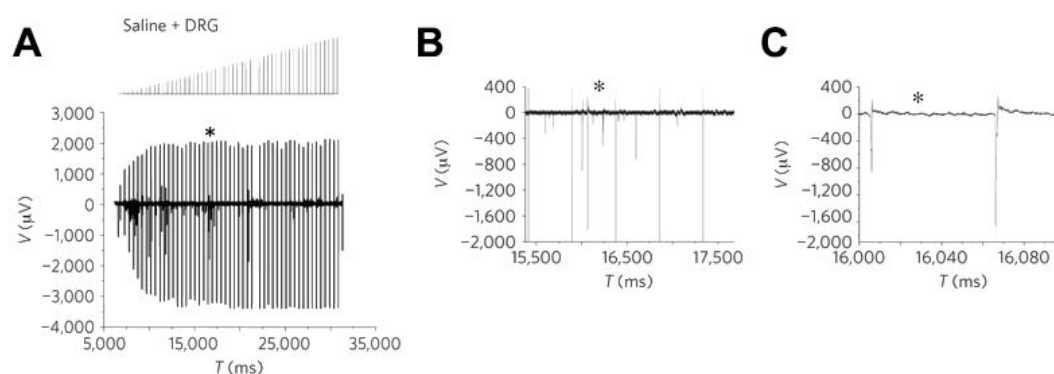 A
Saline + DRG
*
3,000
2,000
1,000
0
−1,000
−2,000
−3,000
−4,000
V (µV)
5,000 15,000 25,000 35,000
T (ms)
B
*
400
0
−400
−800
−1,200
−1,600
−2,000
V (µV)
15,500 16,500 17,500
T (ms)
C
*
400
0
−400
−800
−1,200
−1,600
−2,000
V (µV)
16,000 16,040 16,080
T (ms)